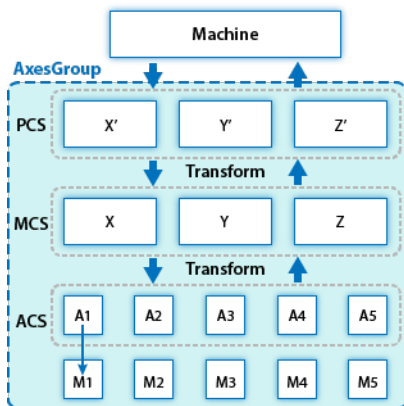 Machine
AxesGroup
PCS X’ Y’ Z’
Transform
MCS X Y Z
Transform
ACS A1 A2 A3 A4 A5
M1 M2 M3 M4 M5